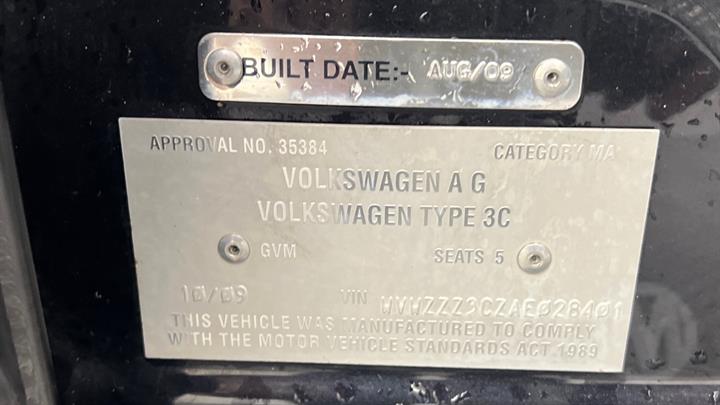 BUILT DATE:- AUG/09
APPROVAL NO. 35384 CATEGORY MA
VOLKSWAGEN A G
VOLKSWAGEN TYPE 3C
GVM SEATS 5
10/09 VIN WVWZZZ3CZAE028401
THIS VEHICLE WAS MANUFACTURED TO COMPLY
WITH THE MOTOR VEHICLE STANDARDS ACT 1989